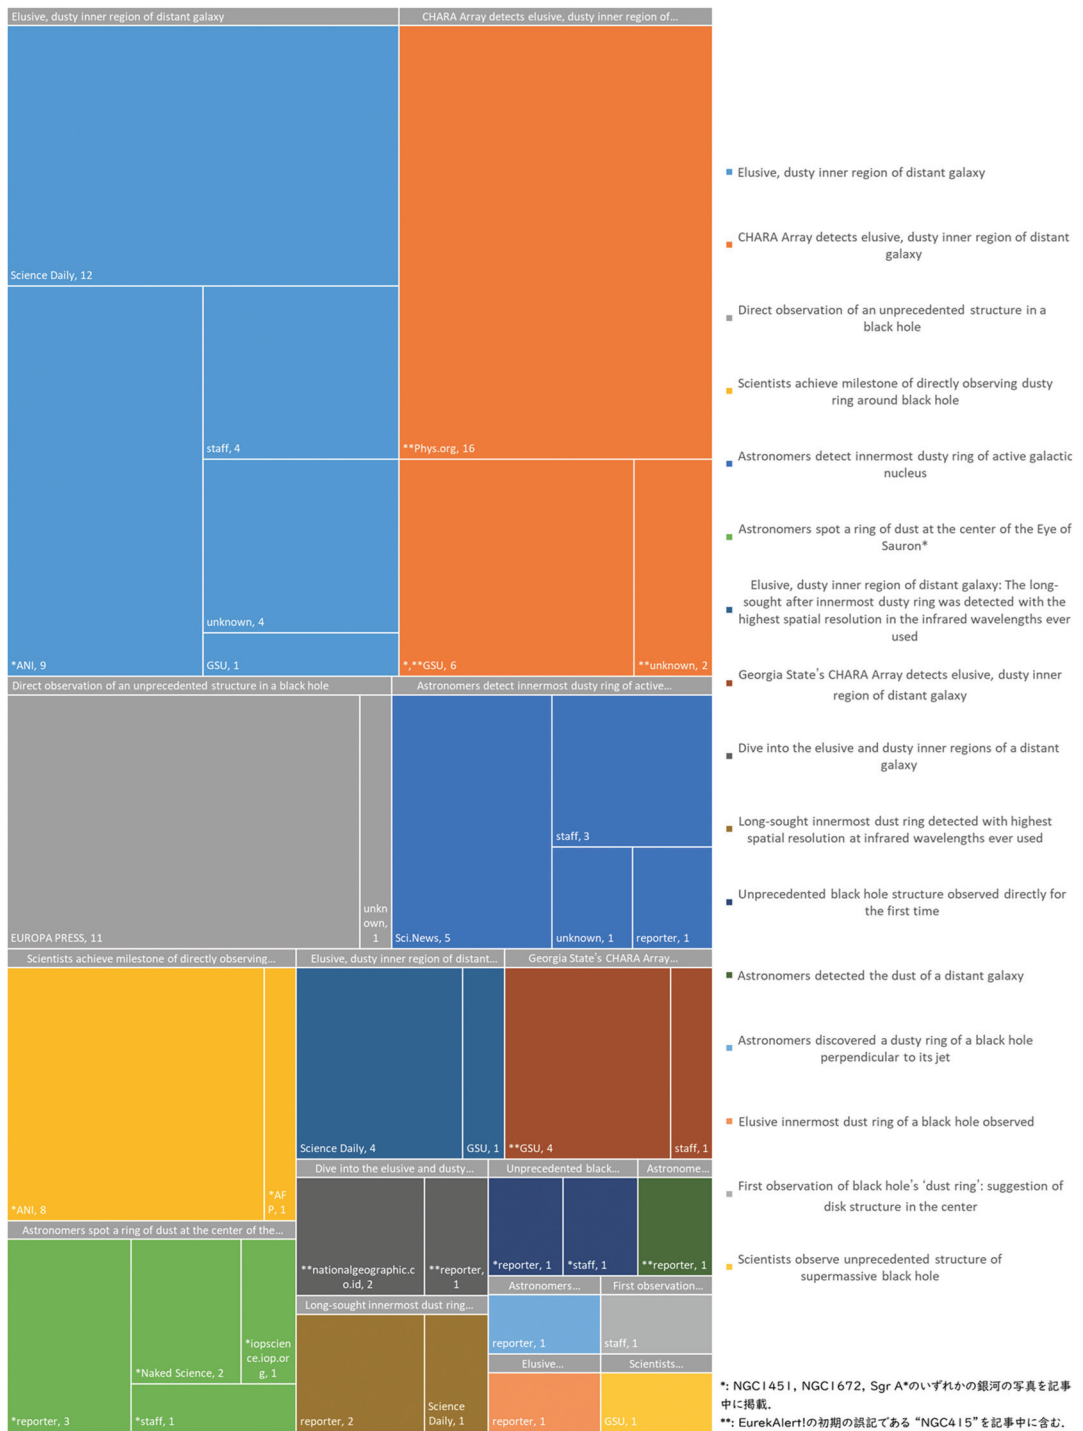 Elusive, dusty inner region of distant galaxy
CHARA Array detects elusive, dusty inner region of...
Science Daily, 12
*ANI, 9
staff, 4
unknown, 4
GSU, 1
**Phys.org, 16
*,**GSU, 6
**unknown, 2
Direct observation of an unprecedented structure in a black hole
Astronomers detect innermost dusty ring of active...
EUROPA PRESS, 11
unkn
own,
1
Sci.News, 5
staff, 3
unknown, 1
reporter, 1
Scientists achieve milestone of directly observing...
Elusive, dusty inner region of distant...
Georgia State's CHARA Array...
*ANI, 8
*AF
P, 1
Science Daily, 4
GSU, 1
**GSU, 4
staff, 1
Dive into the elusive and dusty...
Unprecedented black...
Astronome...
**nationalgeographic.c
o.id, 2
**reporter,
1
*reporter, 1
*staff, 1
**reporter, 1
Astronomers spot a ring of dust at the center of the...
*reporter, 3
*Naked Science, 2
*iopscien
ce.iop.or
g, 1
*staff, 1
Long-sought innermost dust ring...
reporter, 2
Science
Daily, 1
Astronomers...
First observation...
reporter, 1
staff, 1
Elusive...
Scientists...
reporter, 1
GSU, 1
Elusive, dusty inner region of distant galaxy
CHARA Array detects elusive, dusty inner region of distant
galaxy
Direct observation of an unprecedented structure in a
black hole
Scientists achieve milestone of directly observing dusty
ring around black hole
Astronomers detect innermost dusty ring of active galactic
nucleus
Astronomers spot a ring of dust at the center of the Eye of
Sauron*
Elusive, dusty inner region of distant galaxy: The long-
sought after innermost dusty ring was detected with the
highest spatial resolution in the infrared wavelengths ever
used
Georgia State's CHARA Array detects elusive, dusty inner
region of distant galaxy
Dive into the elusive and dusty inner regions of a distant
galaxy
Long-sought innermost dust ring detected with highest
spatial resolution at infrared wavelengths ever used
Unprecedented black hole structure observed directly for
the first time
Astronomers detected the dust of a distant galaxy
Astronomers discovered a dusty ring of a black hole
perpendicular to its jet
Elusive innermost dust ring of a black hole observed
First observation of black hole's 'dust ring': suggestion of
disk structure in the center
Scientists observe unprecedented structure of
supermassive black hole
*: NGC1451, NGC1672, Sgr A*のいずれかの銀河の写真を記事
中に掲載.
**: EurekAlert!の初期の誤記である “NGC415”を記事中に含む.